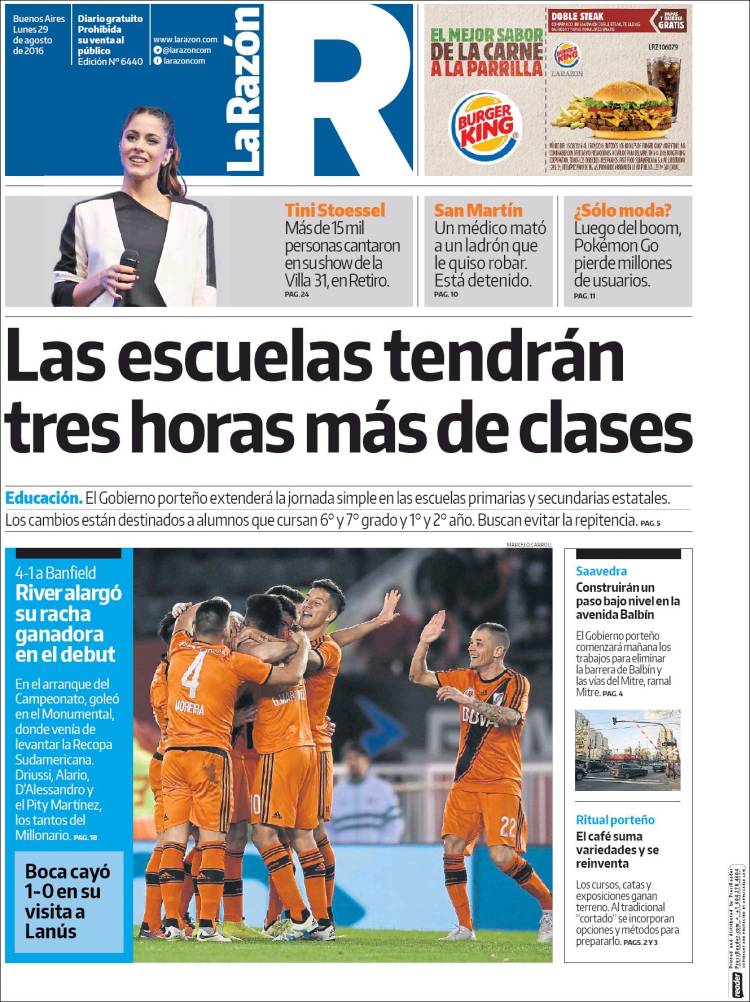 Buenos Aires
Lunes 29
de agosto
de 2016
Diario gratuito
Prohibida
su venta al
público
Edición Nº 6440
www.larazon.com
@larazoncom
larazoncom
La Razón
R
EL MEJOR SABOR
DE LA CARNE
A LA PARRILLA
BURGER
KING
DOBLE STEAK
GRATIS
LRZ106079
BURGER
KING
LA RAZON
Tini Stoessel
Más de 15 mil
personas cantaron
en su show de la
Villa 31, en Retiro.
PAG. 24
San Martín
Un médico mató
a un ladrón que
le quiso robar.
Está detenido.
PAG. 10
¿Sólo moda?
Luego del boom,
Pokémon Go
pierde millones
de usuarios.
PAG. 11
Las escuelas tendrán
tres horas más de clases
Educación. El Gobierno porteño extenderá la jornada simple en las escuelas primarias y secundarias estatales.
Los cambios están destinados a alumnos que cursan 6° y 7° grado y 1° y 2° año. Buscan evitar la repitencia. PAG. 5
MARCELO CARROLL
4-1 a Banfield
River alargó
su racha
ganadora
en el debut
En el arranque del
Campeonato, goleó
en el Monumental,
donde venía de
levantar la Recopa
Sudamericana.
Driussi, Alario,
D'Alessandro y
el Pity Martínez,
los tantos del
Millonario. PAG. 18
Boca cayó
1-0 en su
visita a
Lanús
4
MOREIRA
G. MARTINEZ
10
BBVA
22
Saavedra
Construirán un
paso bajo nivel en la
avenida Balbín
El Gobierno porteño
comenzará mañana los
trabajos para eliminar
la barrera de Balbín y
las vías del Mitre, ramal
Mitre. PAG. 4
Ritual porteño
El café suma
variedades y se
reinventa
Los cursos, catas y
exposiciones ganan
terreno. Al tradicional
"cortado" se incorporan
opciones y métodos para
prepararlo. PAGS. 2 Y 3
Printed and distributed by PressReader